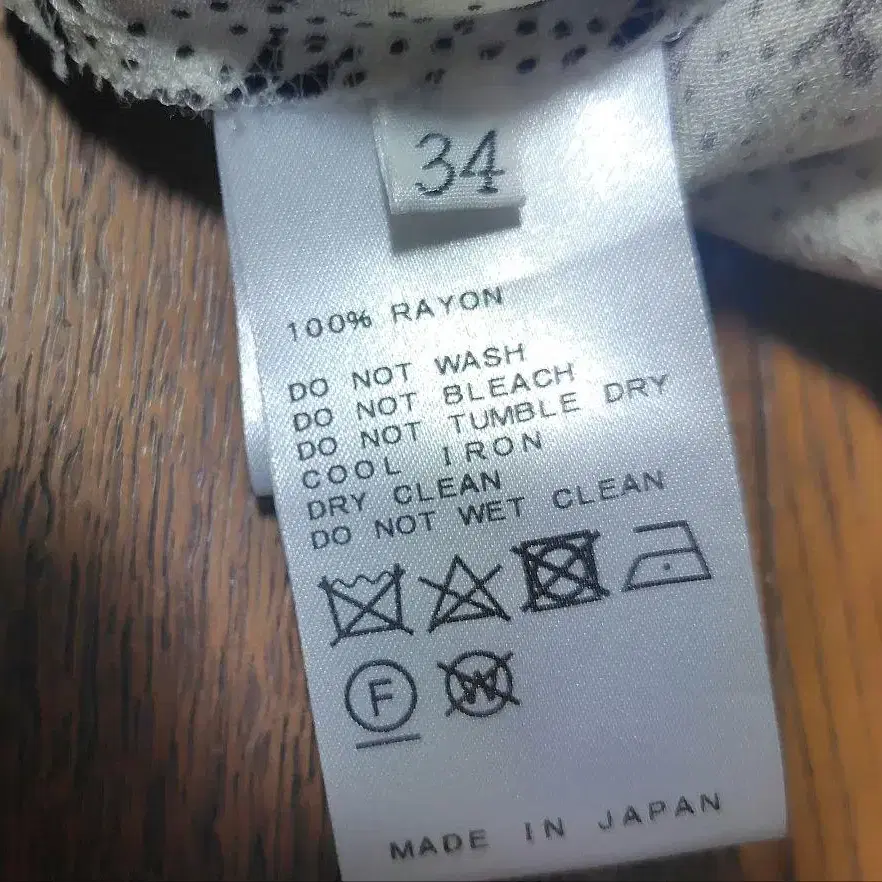 34
100% RAYON
DO NOT WASH
DO NOT BLEACH
DO NOT TUMBLE DRY
COOL IRON
DRY CLEAN
DO NOT WET CLEAN
F W
MADE IN JAPAN